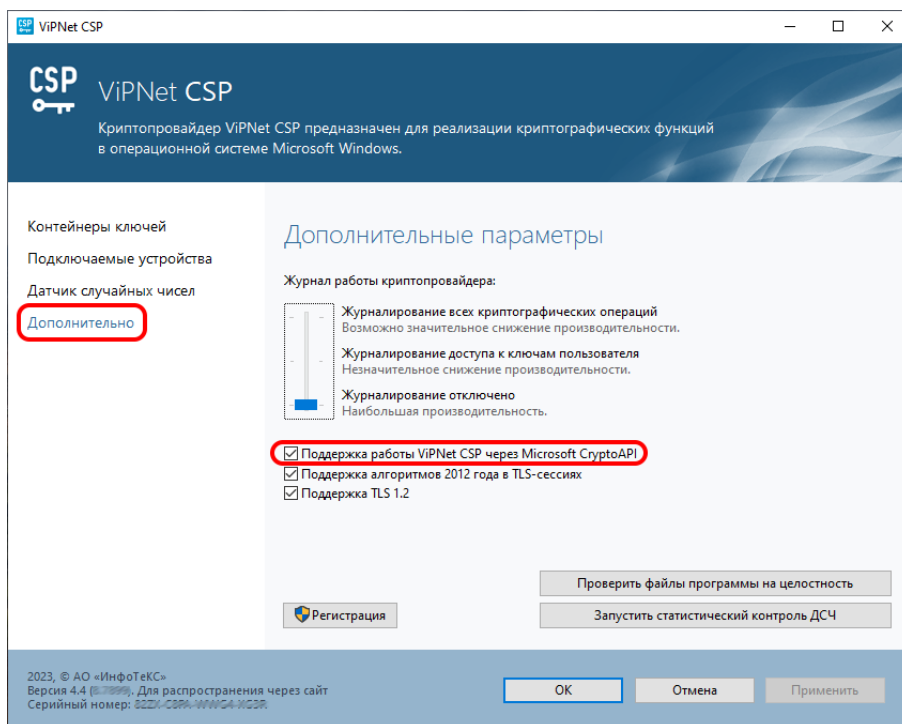 CSP ViPNet CSP
CSP
ViPNet CSP
Криптопровайдер ViPNet CSP предназначен для реализации криптографических функций
в операционной системе Microsoft Windows.
Контейнеры ключей
Подключаемые устройства
Датчик случайных чисел
Дополнительно
Дополнительные параметры
Журнал работы криптопровайдера:
Журналирование всех криптографических операций
Возможно значительное снижение производительности.
Журналирование доступа к ключам пользователя
Незначительное снижение производительности.
Журналирование отключено
Наибольшая производительность.
Поддержка работы ViPNet CSP через Microsoft CryptoAPI
Поддержка алгоритмов 2012 года в TLS-сессиях
Поддержка TLS 1.2
Проверить файлы программы на целостность
Регистрация
Запустить статистический контроль ДСЧ
2023, © АО «ИнфоТеКС»
Версия 4.4 ( Для распространения через сайт
Серийный номер:
OK
Отмена
Применить